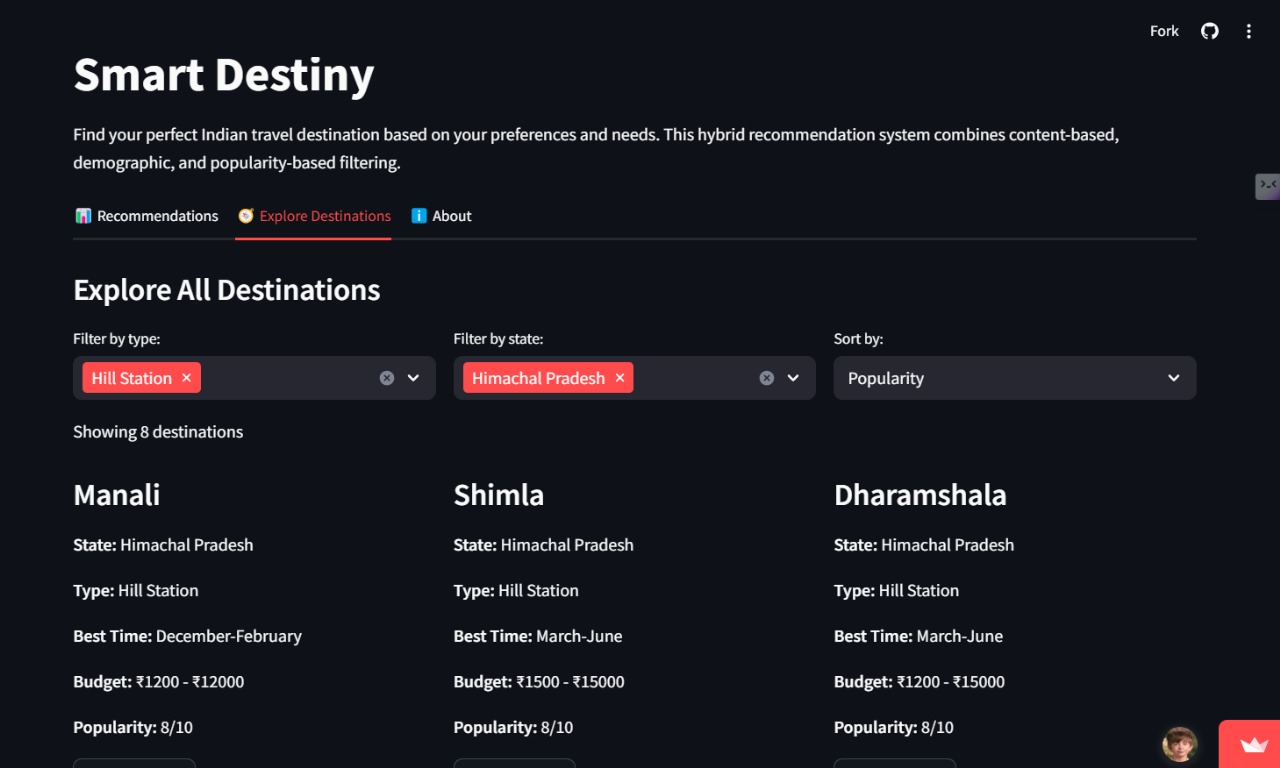 Fork
Smart Destiny
Find your perfect Indian travel destination based on your preferences and needs. This hybrid recommendation system combines content-based,
demographic, and popularity-based filtering.
📊 Recommendations 🧭 Explore Destinations ℹ️ About
Explore All Destinations
Filter by type: Filter by state: Sort by:
Hill Station × Himachal Pradesh × Popularity
Showing 8 destinations
Manali
State: Himachal Pradesh
Type: Hill Station
Best Time: December-February
Budget: ₹1200 - ₹12000
Popularity: 8/10
Shimla
State: Himachal Pradesh
Type: Hill Station
Best Time: March-June
Budget: ₹1500 - ₹15000
Popularity: 8/10
Dharamshala
State: Himachal Pradesh
Type: Hill Station
Best Time: March-June
Budget: ₹1200 - ₹15000
Popularity: 8/10